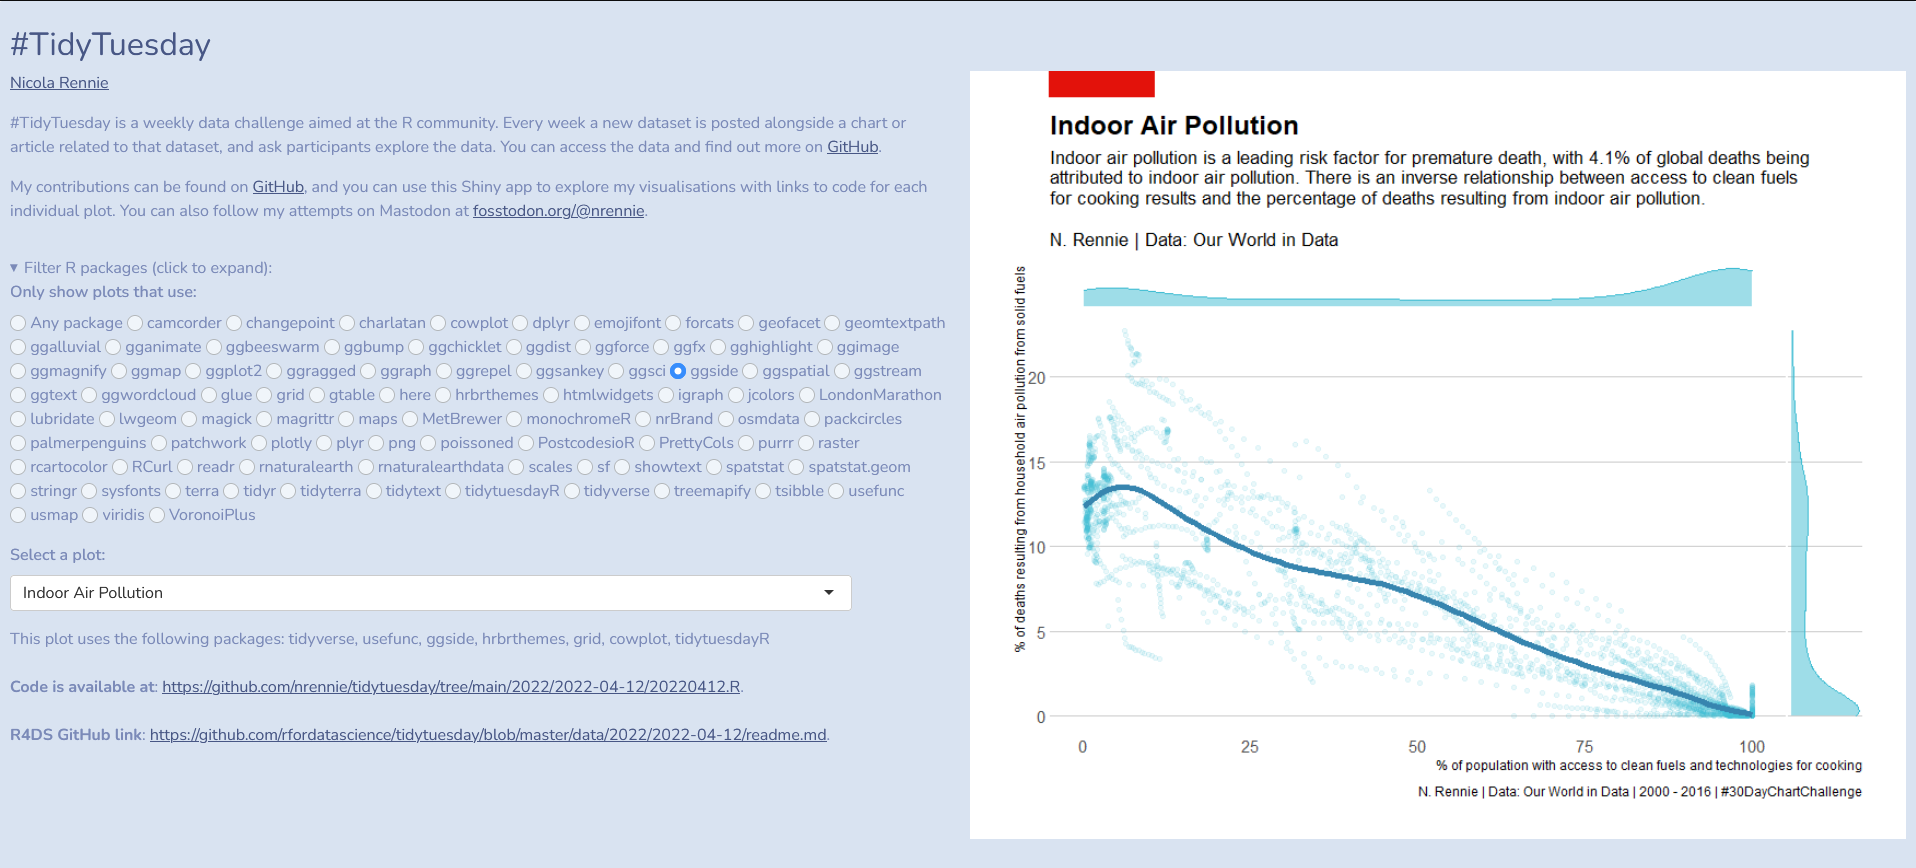 #TidyTuesday
Nicola Rennie
#TidyTuesday is a weekly data challenge aimed at the R community. Every week a new dataset is posted alongside a chart or
article related to that dataset, and ask participants explore the data. You can access the data and find out more on GitHub.
My contributions can be found on GitHub, and you can use this Shiny app to explore my visualisations with links to code for each
individual plot. You can also follow my attempts on Mastodon at fosstodon.org/@nrennie.
▾ Filter R packages (click to expand):
Only show plots that use:
Any package camcorder changepoint charlatan cowplot dplyr emojifont forcats geofacet geomtextpath
ggalluvial gganimate ggbeeswarm ggbump ggchicklet ggdist ggforce ggfx gghighlight ggimage
ggmagnify ggmap ggplot2 ggragged ggraph ggrepel ggsankey ggsci ggside ggspatial ggstream
ggtext ggwordcloud glue grid gtable here hrbrthemes htmlwidgets igraph jcolors LondonMarathon
lubridate lwgeom magick magrittr maps MetBrewer monochromeR nrBrand osmdata packcircles
palmerpenguins patchwork plotly plyr png poissoned PostcodesioR PrettyCols purrr raster
rcartocolor RCurl readr rnaturalearth rnaturalearthdata scales sf showtext spatstat spatstat.geom
stringr sysfonts terra tidyr tidyterra tidytext tidytuesdayR tidyverse treemapify tsibble usefunc
usmap viridis VoronoiPlus
Select a plot:
Indoor Air Pollution
This plot uses the following packages: tidyverse, usefunc, ggside, hrbrthemes, grid, cowplot, tidytuesdayR
Code is available at: https://github.com/nrennie/tidytuesday/tree/main/2022/2022-04-12/20220412.R.
R4DS GitHub link: https://github.com/rfordatascience/tidytuesday/blob/master/data/2022/2022-04-12/readme.md.
Indoor Air Pollution
Indoor air pollution is a leading risk factor for premature death, with 4.1% of global deaths being
attributed to indoor air pollution. There is an inverse relationship between access to clean fuels
for cooking results and the percentage of deaths resulting from indoor air pollution.
N. Rennie | Data: Our World in Data
% of deaths resulting from household air pollution from solid fuels
20
15
10
5
0
0 25 50 75 100
% of population with access to clean fuels and technologies for cooking
N. Rennie | Data: Our World in Data | 2000 - 2016 | #30DayChartChallenge